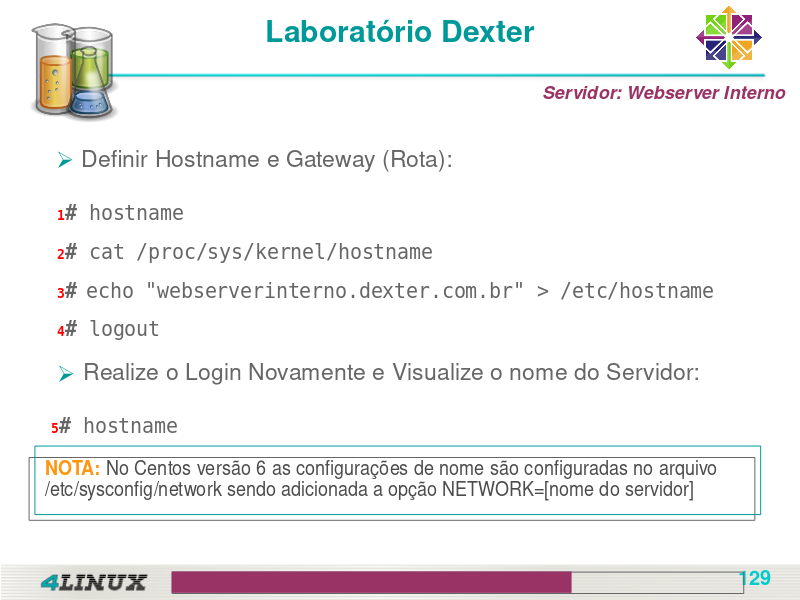 Laboratório Dexter
Servidor: Webserver Interno
Definir Hostname e Gateway (Rota):
1# hostname
2# cat /proc/sys/kernel/hostname
3# echo "webserverinterno.dexter.com.br" > /etc/hostname
4# logout
Realize o Login Novamente e Visualize o nome do Servidor:
5# hostname
NOTA: No Centos versão 6 as configurações de nome são configuradas no arquivo
/etc/sysconfig/network sendo adicionada a opção NETWORK=[nome do servidor]
4LINUX
129